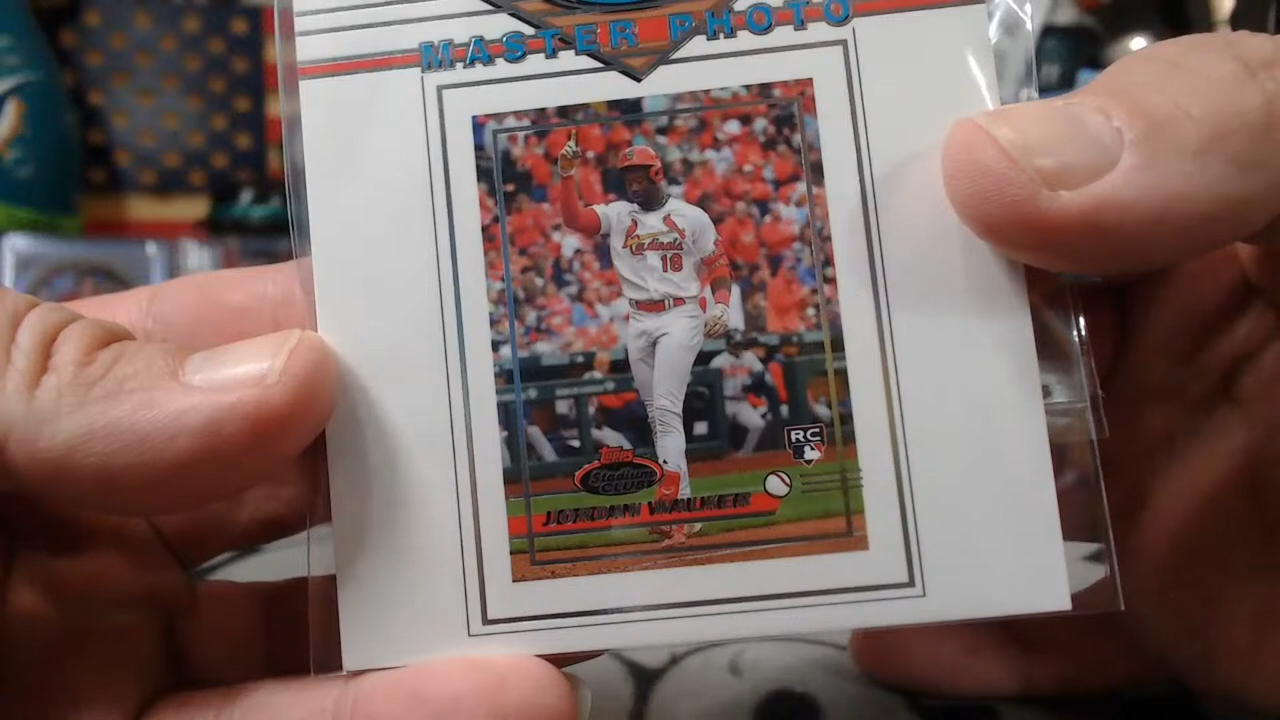 MASTER PHOTO
Cardinals
18
RC
Topps
Stadium
CLUB
JORDAN WALKER